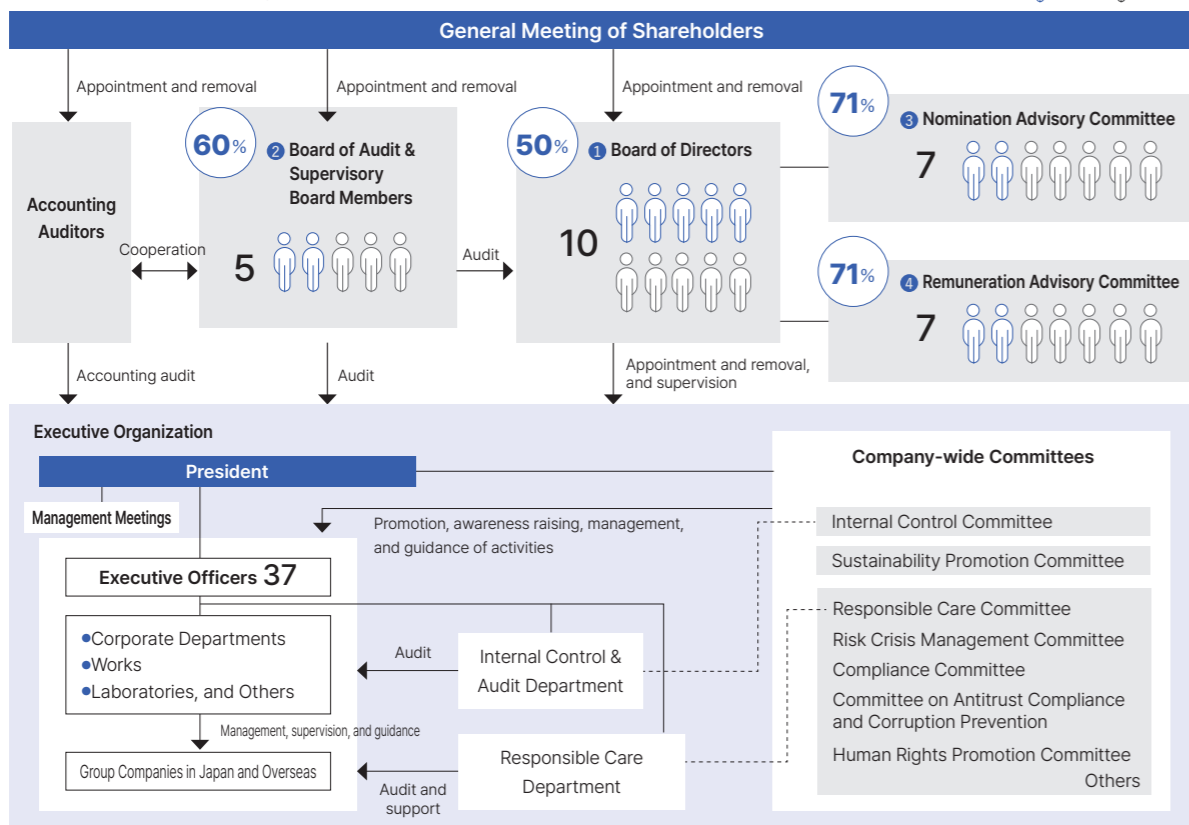 General Meeting of Shareholders
Appointment and removal
Appointment and removal
Appointment and removal
Accounting
Auditors
Cooperation
60%
2 Board of Audit &
Supervisory
Board Members
5
Audit
50%
1 Board of Directors
10
71%
3 Nomination Advisory Committee
7
71%
4 Remuneration Advisory Committee
7
Accounting audit
Audit
Appointment and removal,
and supervision
Executive Organization
President
Management Meetings
Promotion, awareness raising, management,
and guidance of activities
Executive Officers 37
●Corporate Departments
●Works
●Laboratories, and Others
Audit
Internal Control &
Audit Department
Management, supervision, and guidance
Group Companies in Japan and Overseas
Audit and
support
Responsible Care
Department
Company-wide Committees
Internal Control Committee
Sustainability Promotion Committee
Responsible Care Committee
Risk Crisis Management Committee
Compliance Committee
Committee on Antitrust Compliance
and Corruption Prevention
Human Rights Promotion Committee
Others